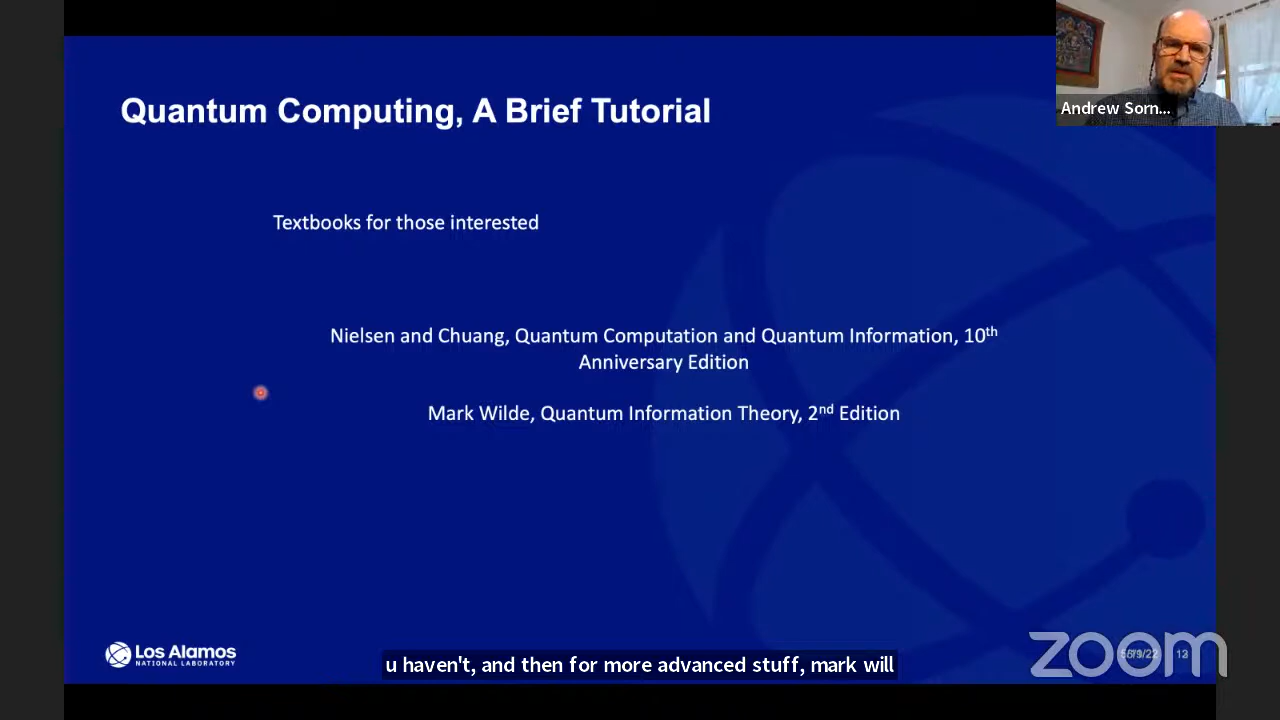 Andrew Sorn...
Quantum Computing, A Brief Tutorial
Textbooks for those interested
Nielsen and Chuang, Quantum Computation and Quantum Information, 10th
Anniversary Edition
Mark Wilde, Quantum Information Theory, 2nd Edition
Los Alamos
NATIONAL LABORATORY
u haven't, and then for more advanced stuff, mark will
zoom